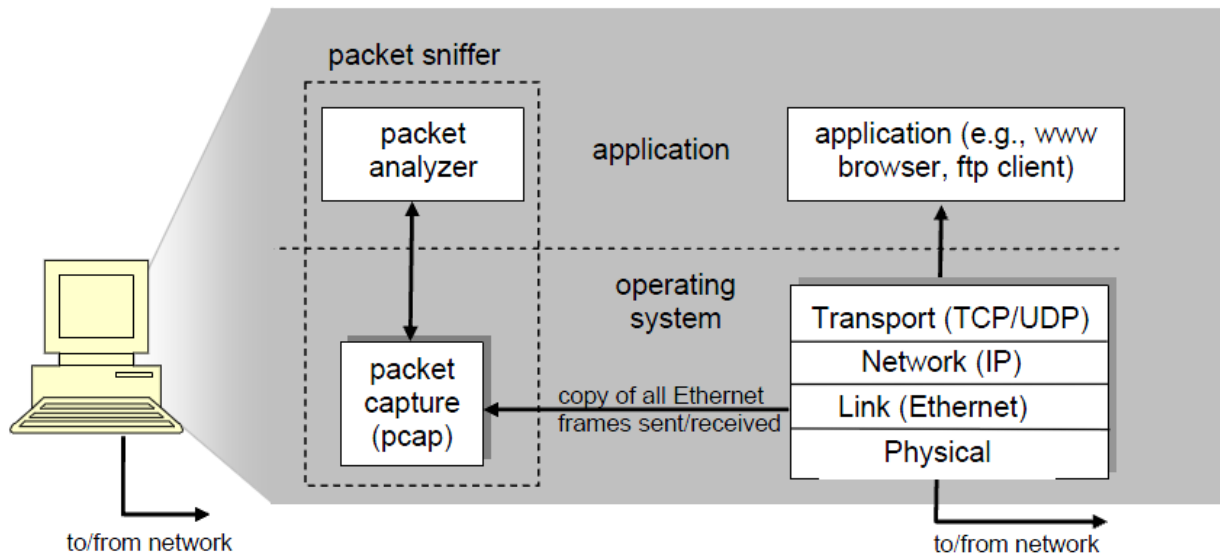 packet sniffer
packet
analyzer
application
application (e.g., www
browser, ftp client)
operating
system
packet
capture
(pcap)
copy of all Ethernet
frames sent/received
Transport (TCP/UDP)
Network (IP)
Link (Ethernet)
Physical
to/from network
to/from network